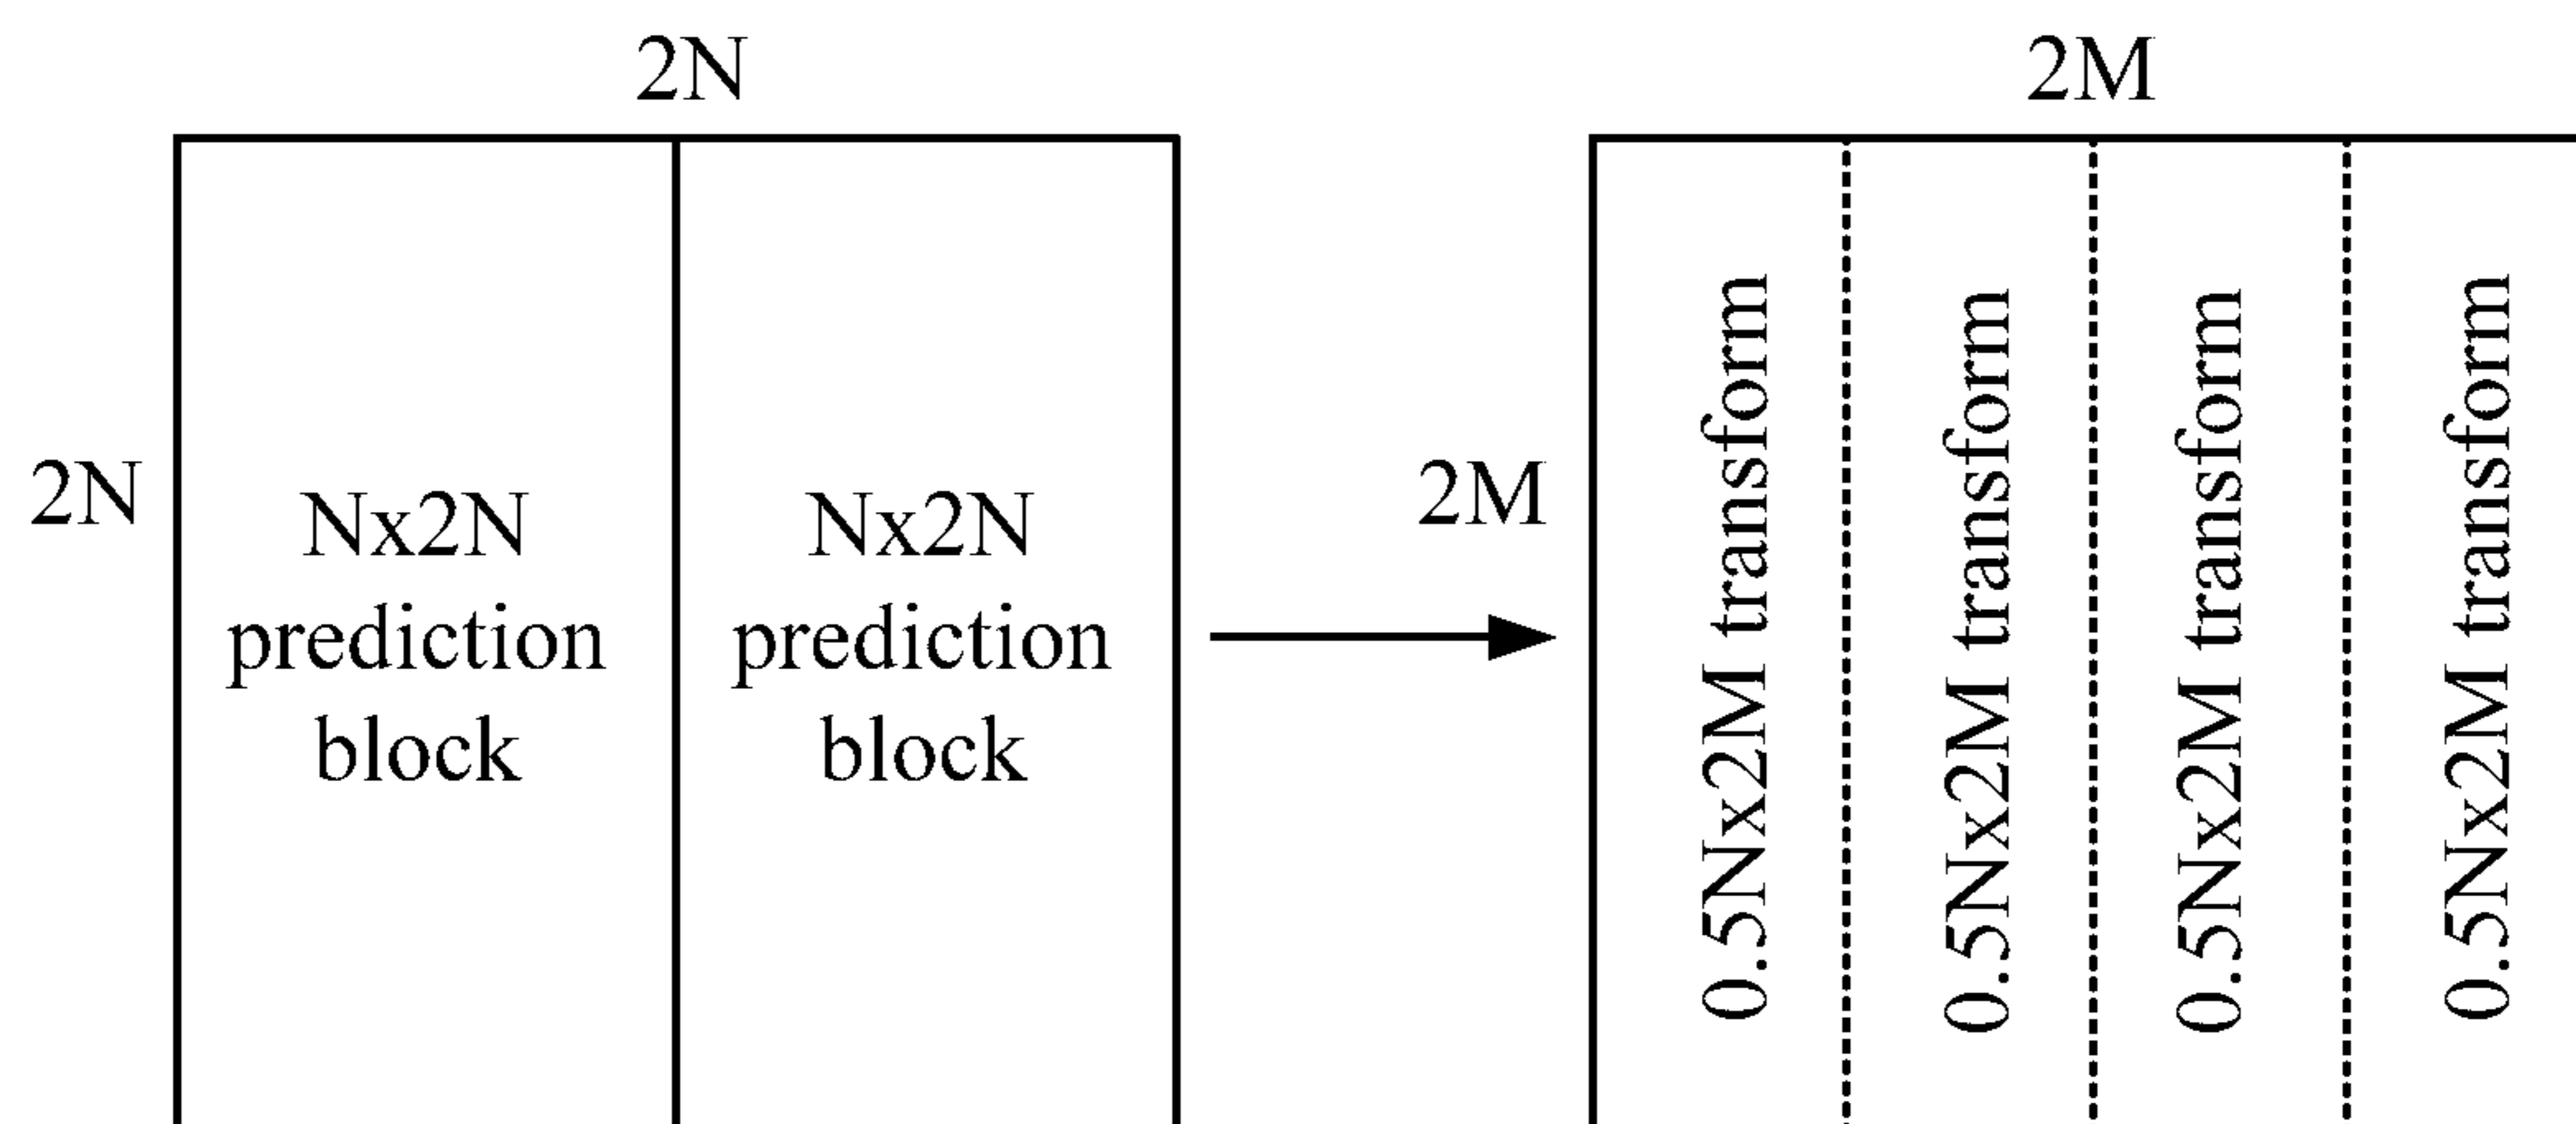 2N
2N
Nx2N
prediction
block
Nx2N
prediction
block
2M
2M
0.5Nx2M transform
0.5Nx2M transform
0.5Nx2M transform
0.5Nx2M transform